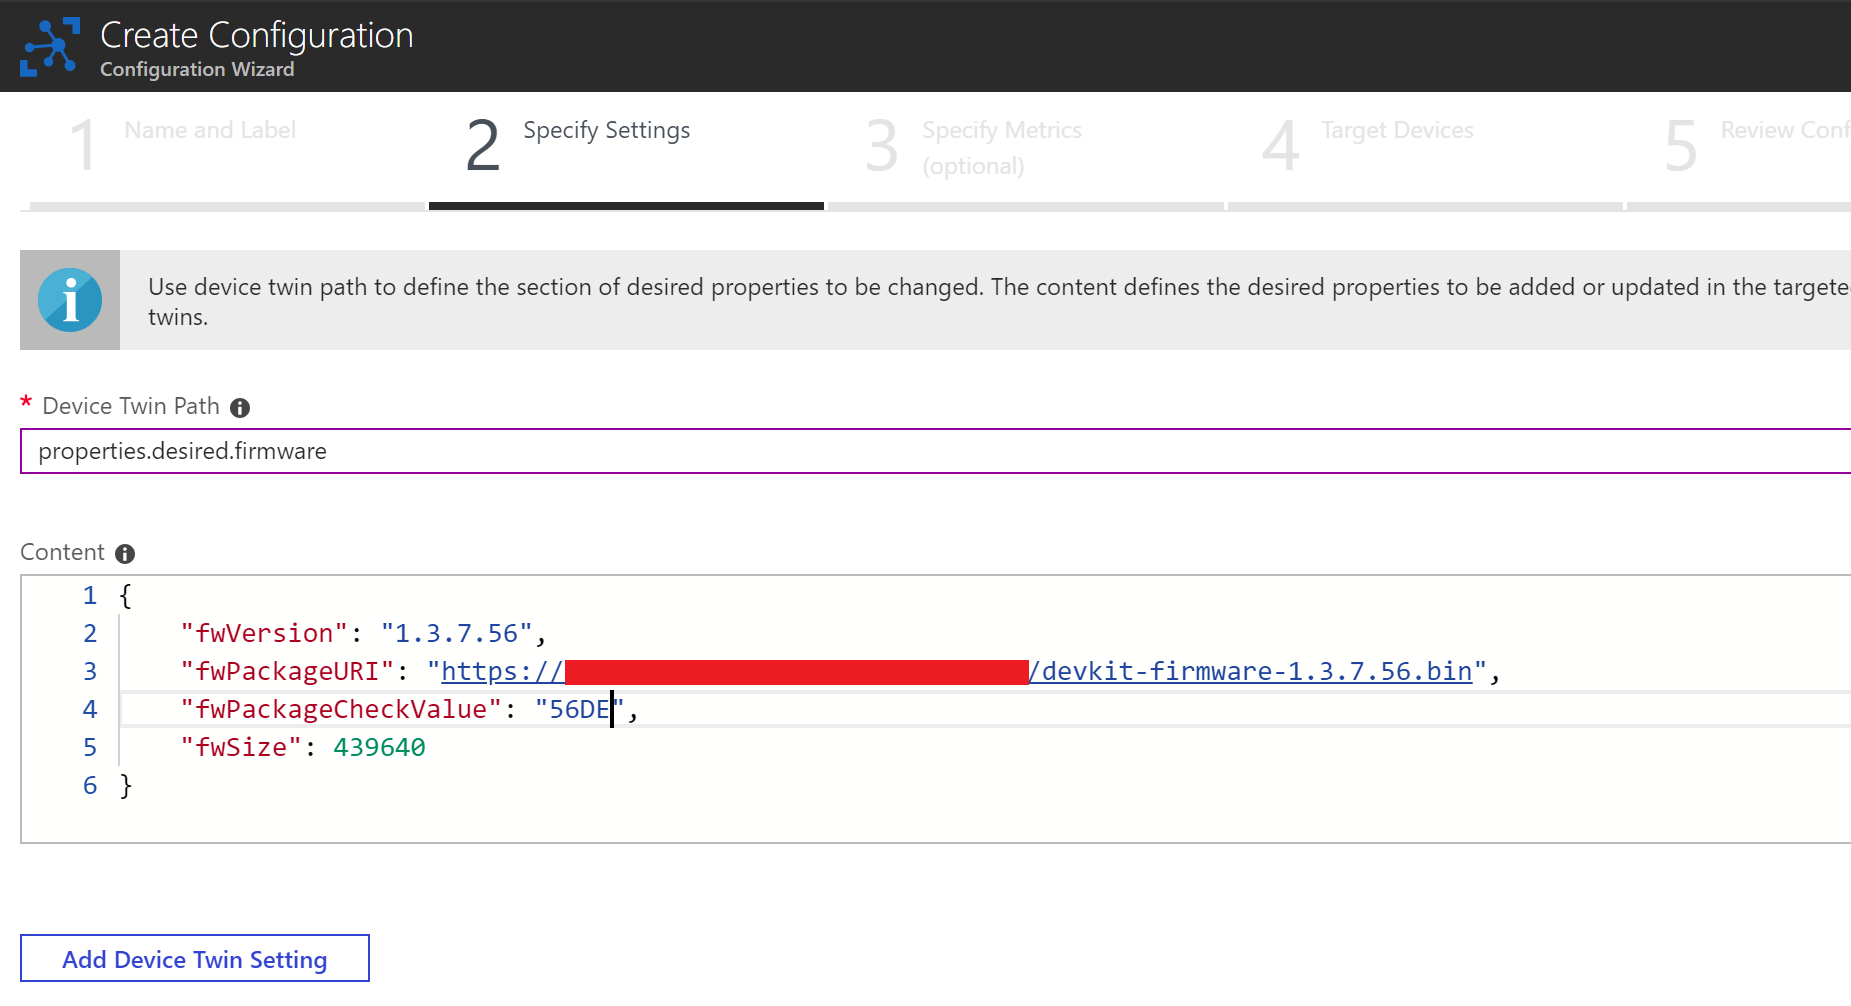 Create Configuration
Configuration Wizard
1 Name and Label
2 Specify Settings
3 Specify Metrics
(optional)
4 Target Devices
5 Review Conf
Use device twin path to define the section of desired properties to be changed. The content defines the desired properties to be added or updated in the targete
twins.
* Device Twin Path
properties.desired.firmware
Content
1 {
2 "fwVersion": "1.3.7.56",
3 "fwPackageURI": "https:///devkit-firmware-1.3.7.56.bin",
4 "fwPackageCheckValue": "56DE",
5 "fwSize": 439640
6 }
Add Device Twin Setting